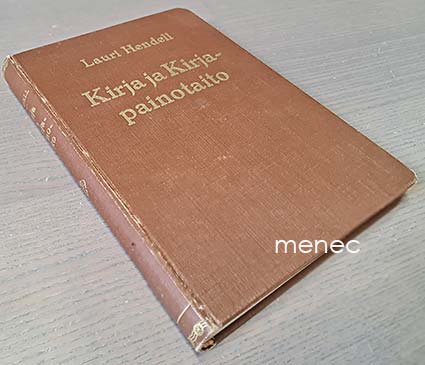 Lauri Hendell
Kirja ja Kirja-
painotaito
menec